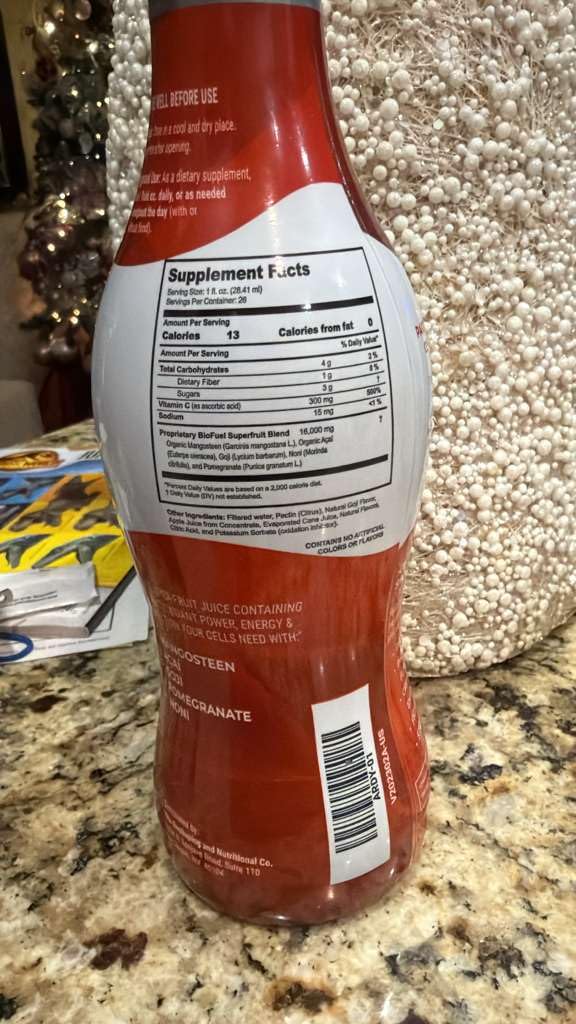 WELL BEFORE USE
in a cool and dry place.
opening.
As a dietary supplement,
daily, or as needed
the day (with or
Supplement Facts
Serving Size: 1 fl. oz. (28.41 ml)
Servings Per Container: 26
Amount Per Serving
Calories 13 Calories from fat 0
Amount Per Serving % Daily Value*
Total Carbohydrates 4 g 2%
Dietary Fiber 1 g 8%
Sugars 3 g †
Vitamin C (as ascorbic acid) 300 mg 500%
Sodium 15 mg <1%
Proprietary BioFuel Superfruit Blend 16,000 mg †
Organic Mangosteen (Garcinia mangostana L.), Organic Açaí
(Euterpe oleracea), Goji (Lycium barbarum), Noni (Morinda
citrifolia), and Pomegranate (Punica granatum L.)
*Percent Daily Values are based on a 2,000 calorie diet.
† Daily Value (DV) not established.
Other Ingredients: Filtered water, Pectin (Citrus), Natural Goji Flavor,
Apple Juice from Concentrate, Evaporated Cane Juice, Natural Flavors,
Citric Acid, and Potassium Sorbate (oxidation inhibitor).
CONTAINS NO ARTIFICIAL
COLORS OR FLAVORS
FRUIT JUICE CONTAINING
POWER, ENERGY &
YOUR CELLS NEED WITH:
MANGOSTEEN
AÇAÍ
GOJI
POMEGRANATE
NONI
ARDY-01
V202302A-US
by:
and Nutritional Co.
Road, Suite 110